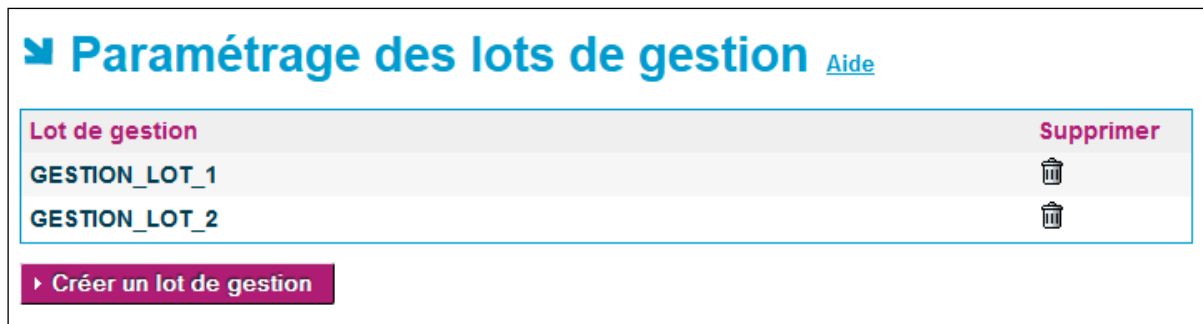 Paramétrage des lots de gestion Aide
Lot de gestion Supprimer
GESTION_LOT_1
GESTION_LOT_2
Créer un lot de gestion